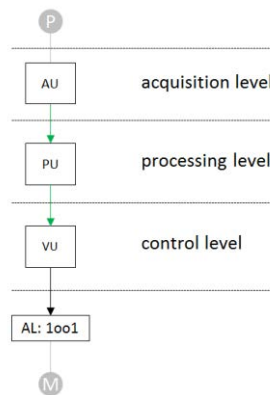 P
AU acquisition level
PU processing level
VU control level
AL: 1oo1
M